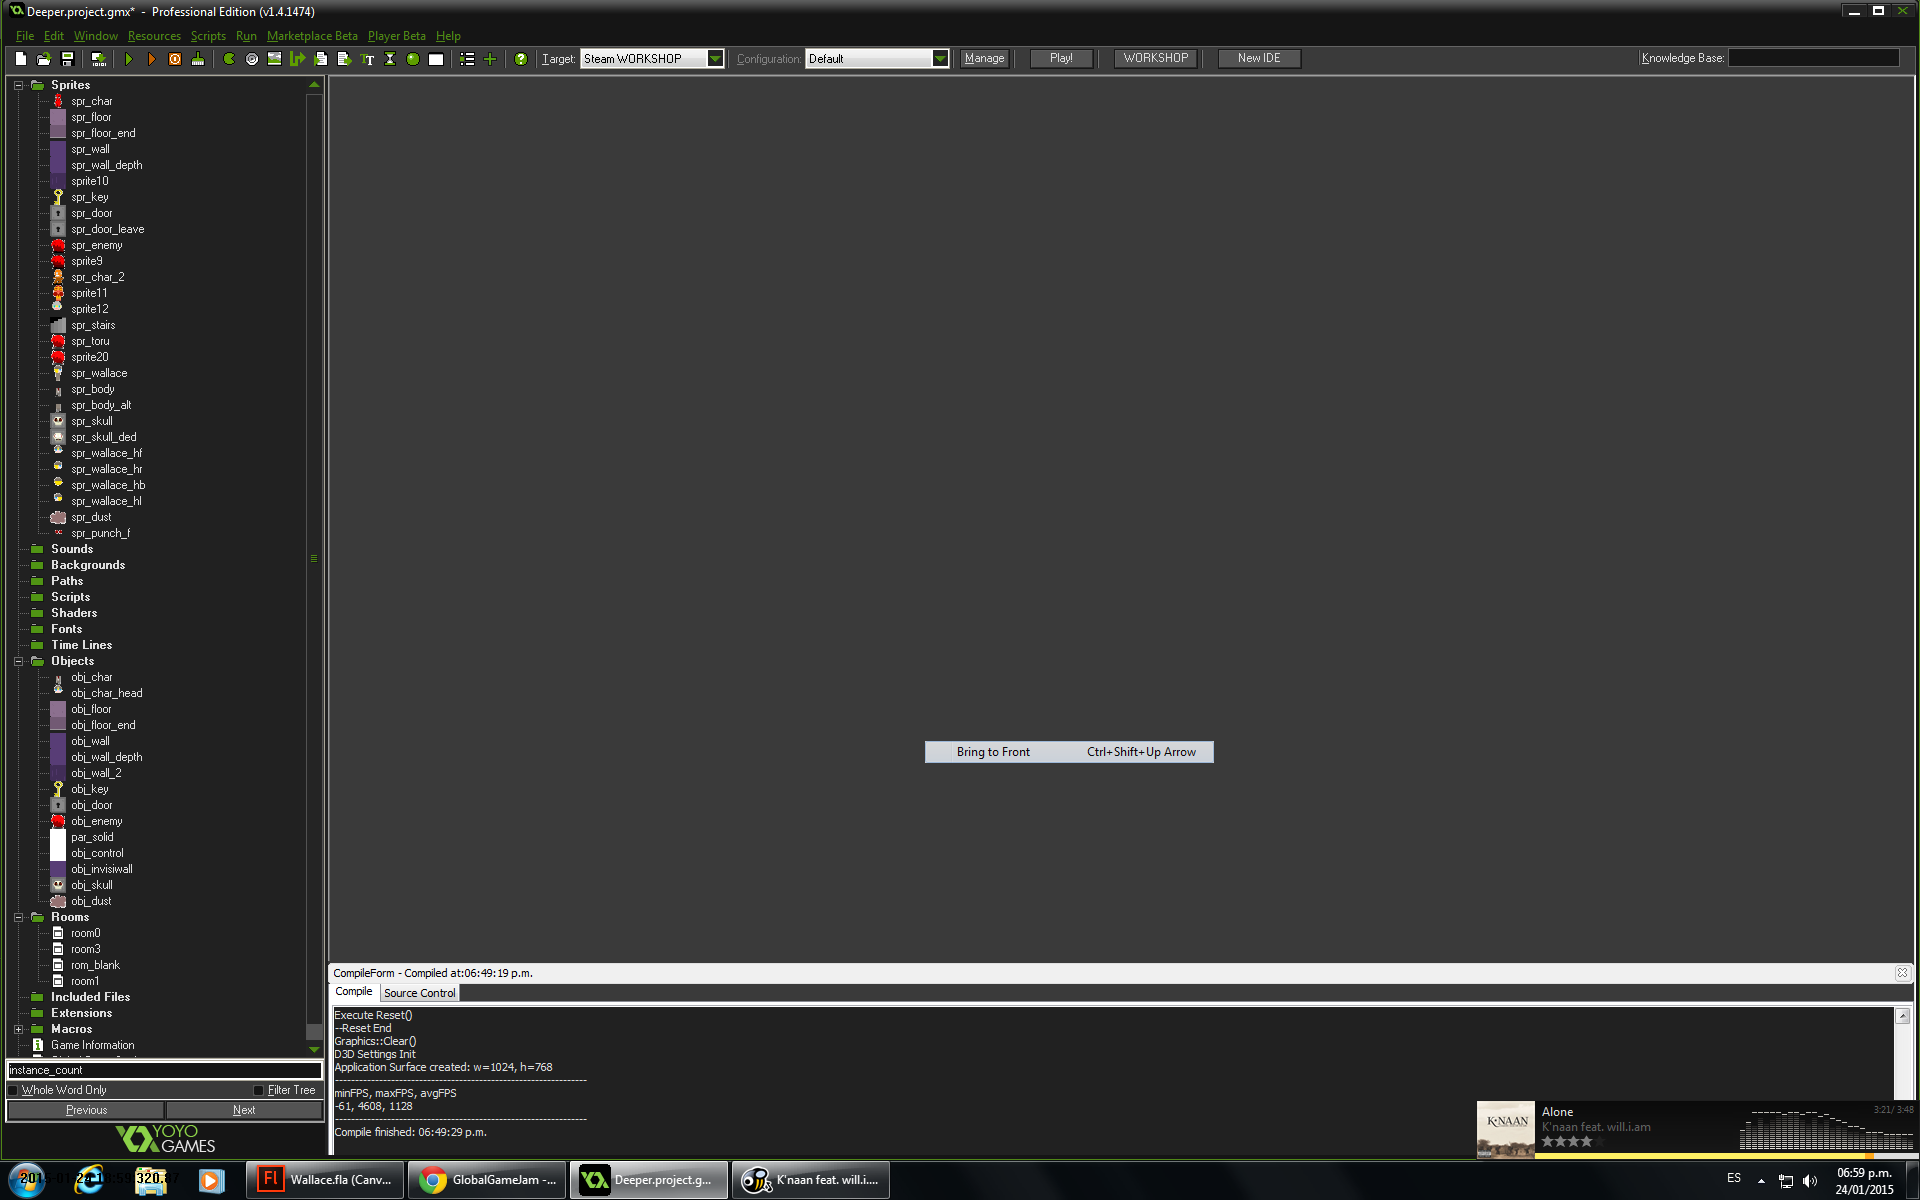 Deeper.project.gmx* - Professional Edition (v1.4.1474)
File Edit Window Resources Scripts Run Marketplace Beta Player Beta Help
Target: Steam WORKSHOP Configuration: Default Manage Play! WORKSHOP New IDE Knowledge Base:
Sprites
spr_char
spr_floor
spr_floor_end
spr_wall
spr_wall_depth
sprite10
spr_key
spr_door
spr_door_leave
spr_enemy
sprite9
spr_char_2
sprite11
sprite12
spr_stairs
spr_toru
sprite20
spr_wallace
spr_body
spr_body_alt
spr_skull
spr_skull_ded
spr_wallace_hf
spr_wallace_hr
spr_wallace_hb
spr_wallace_hl
spr_dust
spr_punch_f
Sounds
Backgrounds
Paths
Scripts
Shaders
Fonts
Time Lines
Objects
obj_char
obj_char_head
obj_floor
obj_floor_end
obj_wall
obj_wall_depth
obj_wall_2
obj_key
obj_door
obj_enemy
par_solid
obj_control
obj_invisiwall
obj_skull
obj_dust
Rooms
room0
room3
rom_blank
room1
Included Files
Extensions
Macros
Game Information
instance_count
Whole Word Only Filter Tree
Previous Next
YOYO
GAMES
Bring to Front Ctrl+Shift+Up Arrow
CompileForm - Compiled at:06:49:19 p.m.
Compile Source Control
Execute Reset()
--Reset End
Graphics::Clear()
D3D Settings Init
Application Surface created: w=1024, h=768
minFPS, maxFPS, avgFPS
-61, 4608, 1128
Compile finished: 06:49:29 p.m.
K'NAAN
Alone
K'naan feat. will.i.am
3:21/ 3:48
Wallace.fla (Canv...
GlobalGameJam -...
Deeper.project.g...
K'naan feat. will.i....
ES
06:59 p.m.
24/01/2015